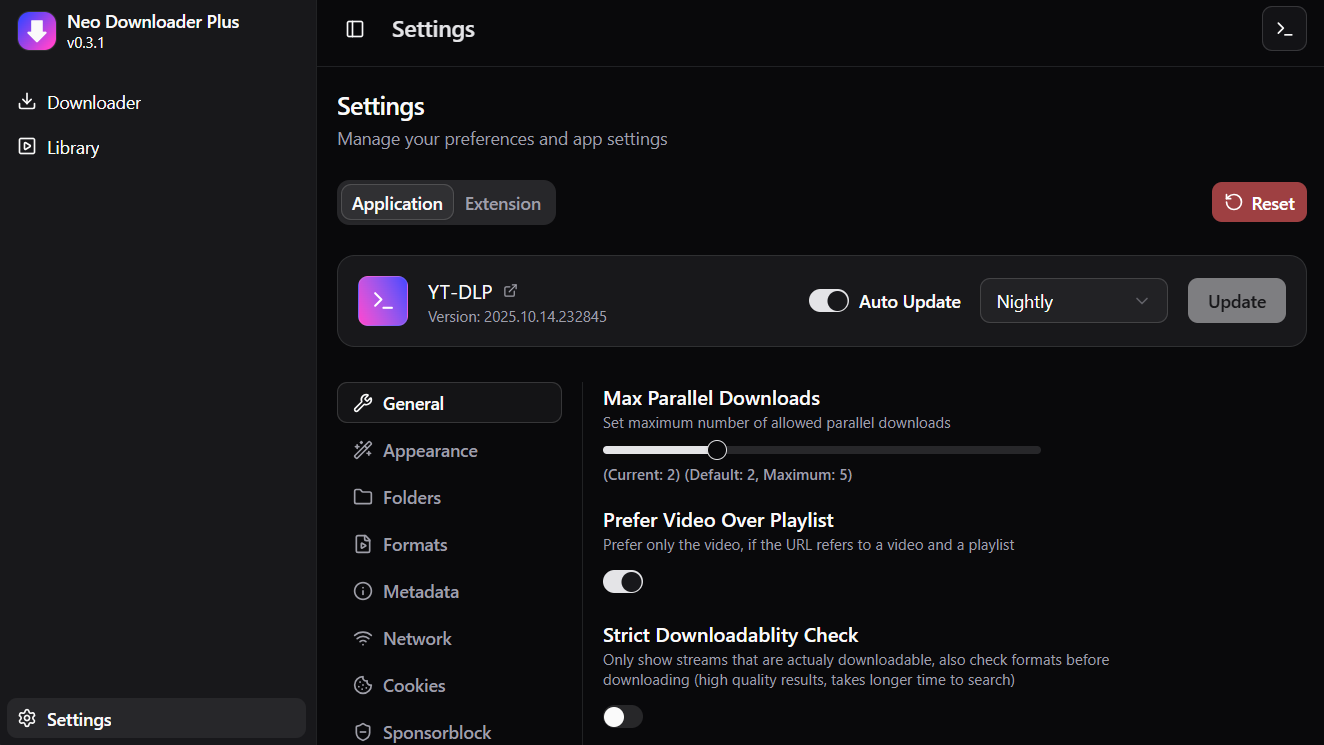 Neo Downloader Plus
v0.3.1
Downloader
Library
Settings
Settings
Settings
Manage your preferences and app settings
Application
Extension
Reset
YT-DLP
Version: 2025.10.14.232845
Auto Update
Nightly
Update
General
Appearance
Folders
Formats
Metadata
Network
Cookies
Sponsorblock
Max Parallel Downloads
Set maximum number of allowed parallel downloads
(Current: 2) (Default: 2, Maximum: 5)
Prefer Video Over Playlist
Prefer only the video, if the URL refers to a video and a playlist
Strict Downloadablity Check
Only show streams that are actualy downloadable, also check formats before
downloading (high quality results, takes longer time to search)